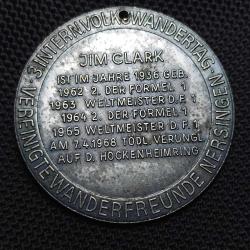 3. INTERN. VOLKSWANDERTAG
VEREINIGTE WANDERFREUNDE NERSINGEN
JIM CLARK
IST IM JAHRE 1936 GEB.
1962 2. DER FORMEL 1
1963 WELTMEISTER D. F. 1
1964 2. DER FORMEL 1
1965 WELTMEISTER D. F. 1
AM 7.4.1968 TÖDL. VERUNGL.
AUF D. HOCKENHEIMRING